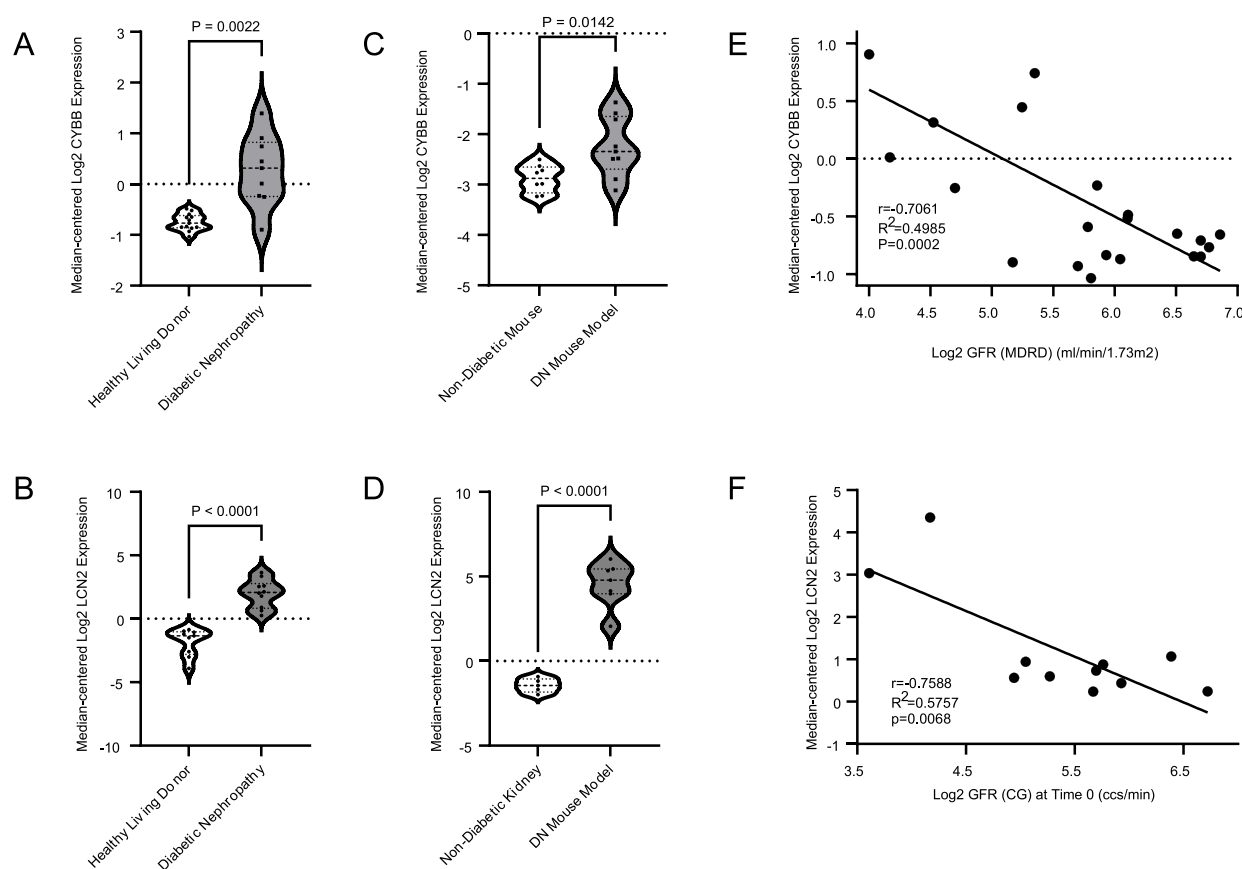 A
Median-centered Log2 CYBB Expression
3
2
1
0
-1
-2
P = 0.0022
Healthy Living Donor
Diabetic Nephropathy
C
Median-centered Log2 CYBB Expression
0
-1
-2
-3
-4
-5
P = 0.0142
Non-Diabetic Mouse
DN Mouse Model
E
Median-centered Log2 CYBB Expression
1.0
0.5
0.0
-0.5
-1.0
r=-0.7061
R2=0.4985
P=0.0002
4.0 4.5 5.0 5.5 6.0 6.5 7.0
Log2 GFR (MDRD) (ml/min/1.73m2)
B
Median-centered Log2 LCN2 Expression
10
5
0
-5
-10
P < 0.0001
Healthy Living Donor
Diabetic Nephropathy
D
Median-centered Log2 LCN2 Expression
10
5
0
-5
P < 0.0001
Non-Diabetic Kidney
DN Mouse Model
F
Median-centered Log2 LCN2 Expression
5
4
3
2
1
0
-1
r=-0.7588
R2=0.5757
p=0.0068
3.5 4.5 5.5 6.5
Log2 GFR (CG) at Time 0 (ccs/min)